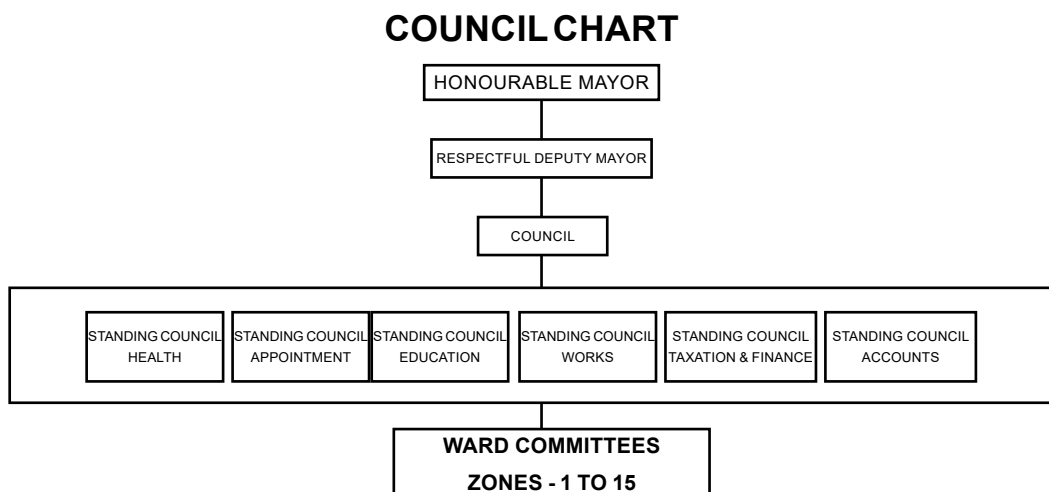 COUNCIL CHART
HONOURABLE MAYOR
RESPECTFUL DEPUTY MAYOR
COUNCIL
STANDING COUNCIL
HEALTH
STANDING COUNCIL
APPOINTMENT
STANDING COUNCIL
EDUCATION
STANDING COUNCIL
WORKS
STANDING COUNCIL
TAXATION & FINANCE
STANDING COUNCIL
ACCOUNTS
WARD COMMITTEES
ZONES - 1 TO 15